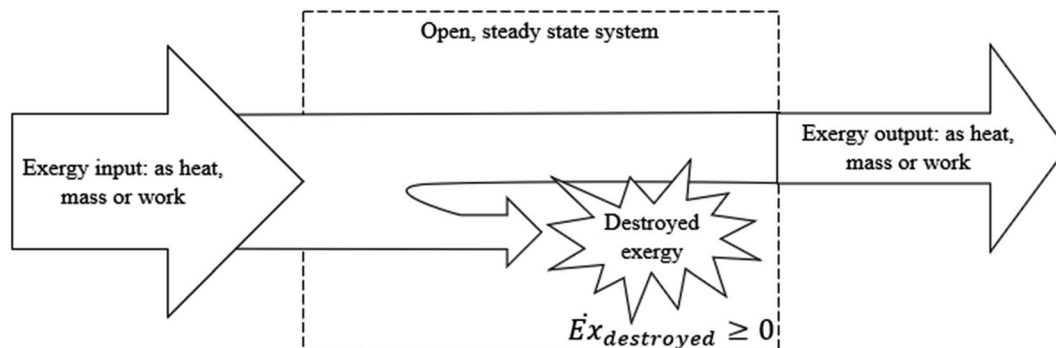 Open, steady state system
Exergy input: as heat,
mass or work
Exergy output: as heat,
mass or work
Destroyed
exergy
Ėx_destroyed ≥ 0